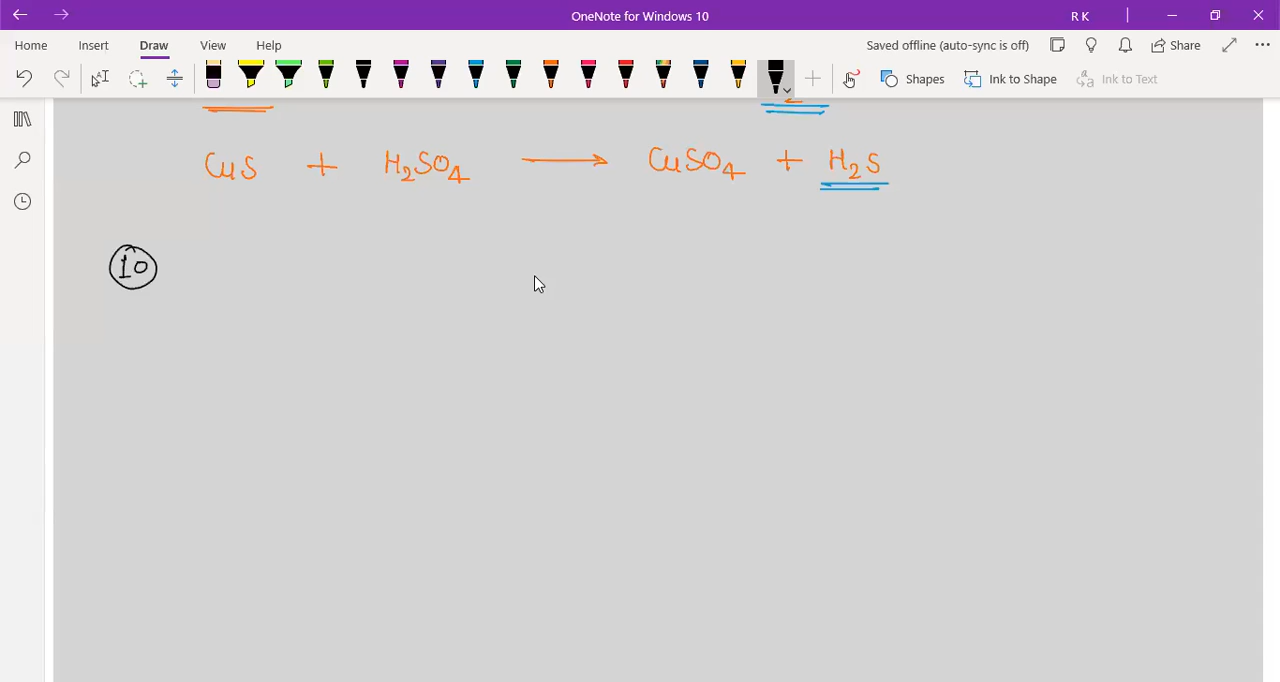 OneNote for Windows 10
R K
Home Insert Draw View Help
Saved offline (auto-sync is off) Share
Shapes Ink to Shape Ink to Text
CuS + H₂SO₄ ⟶ CuSO₄ + H₂S
10